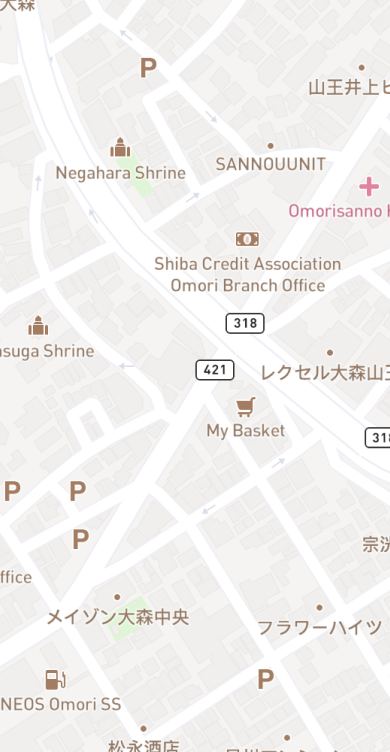 大森
P
山王井上ビ
SANNOUUNIT
Negahara Shrine
Omorisanno
Shiba Credit Association
Omori Branch Office
318
asuga Shrine
421
レクセル大森山王
My Basket
318
P
P
P
宗洸
ffice
メイゾン大森中央
フラワーハイツ
P
NEOS Omori SS
松永酒店